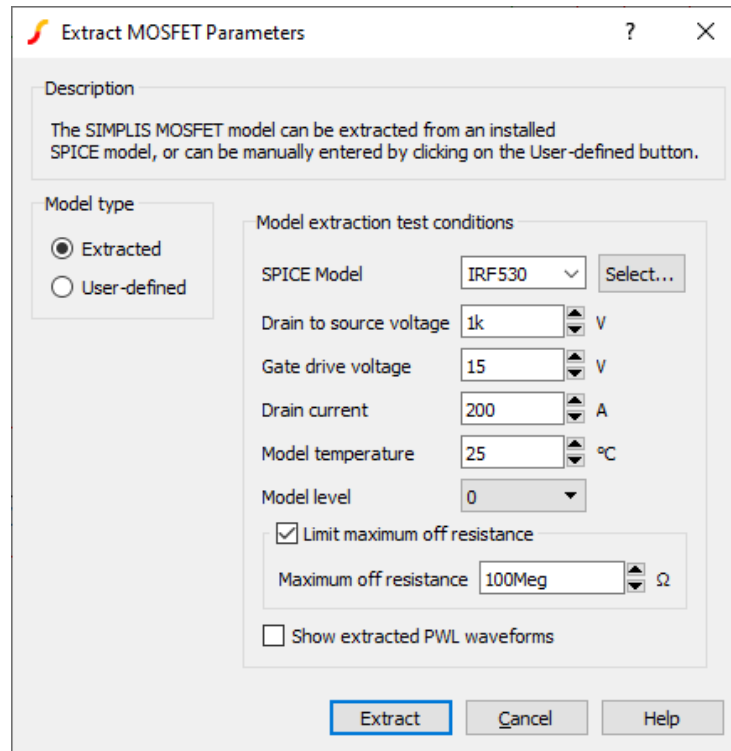 Extract MOSFET Parameters
?
Description
The SIMPLIS MOSFET model can be extracted from an installed
SPICE model, or can be manually entered by clicking on the User-defined button.
Model type
Extracted
User-defined
Model extraction test conditions
SPICE Model IRF530 Select...
Drain to source voltage 1k V
Gate drive voltage 15 V
Drain current 200 A
Model temperature 25 ºC
Model level 0
Limit maximum off resistance
Maximum off resistance 100Meg Ω
Show extracted PWL waveforms
Extract Cancel Help